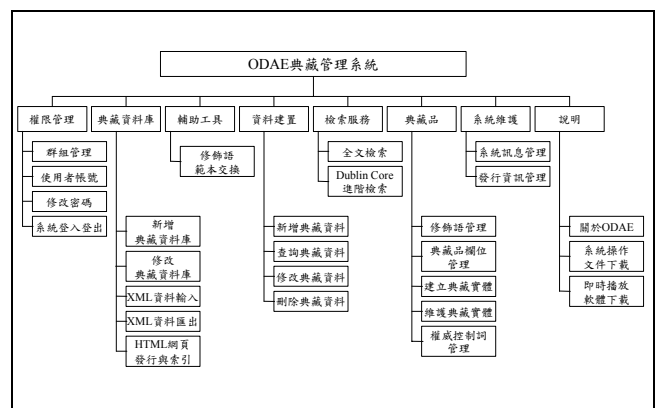 ODAE典藏管理系統
權限管理
典藏資料庫
輔助工具
資料建置
檢索服務
典藏品
系統維護
說明
群組管理
使用者帳號
修改密碼
系統登入登出
新增
典藏資料庫
修改
典藏資料庫
XML資料輸入
XML資料匯出
HTML網頁
發行與索引
修飾語
範本交換
新增典藏資料
查詢典藏資料
修改典藏資料
刪除典藏資料
全文檢索
Dublin Core
進階檢索
修飾語管理
典藏品欄位
管理
建立典藏實體
維護典藏實體
權威控制詞
管理
系統訊息管理
發行資訊管理
關於ODAE
系統操作
文件下載
即時播放
軟體下載